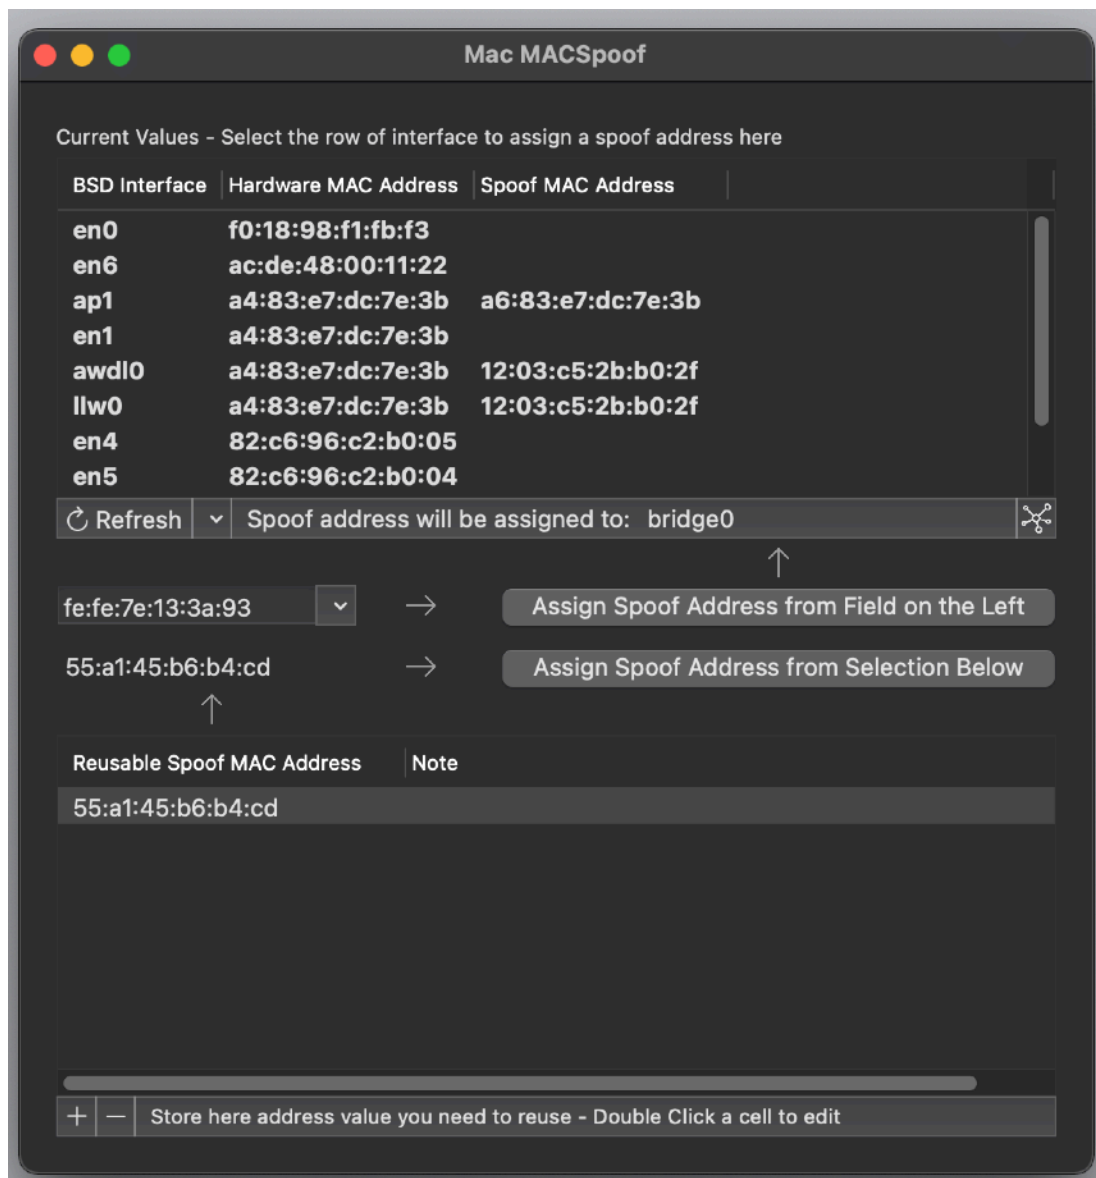 Mac MACSpoof
Current Values - Select the row of interface to assign a spoof address here
BSD Interface Hardware MAC Address Spoof MAC Address
en0 f0:18:98:f1:fb:f3
en6 ac:de:48:00:11:22
ap1 a4:83:e7:dc:7e:3b a6:83:e7:dc:7e:3b
en1 a4:83:e7:dc:7e:3b
awdl0 a4:83:e7:dc:7e:3b 12:03:c5:2b:b0:2f
llw0 a4:83:e7:dc:7e:3b 12:03:c5:2b:b0:2f
en4 82:c6:96:c2:b0:05
en5 82:c6:96:c2:b0:04
Refresh Spoof address will be assigned to: bridge0
fe:fe:7e:13:3a:93 → Assign Spoof Address from Field on the Left
55:a1:45:b6:b4:cd → Assign Spoof Address from Selection Below
Reusable Spoof MAC Address Note
55:a1:45:b6:b4:cd
+ − Store here address value you need to reuse - Double Click a cell to edit